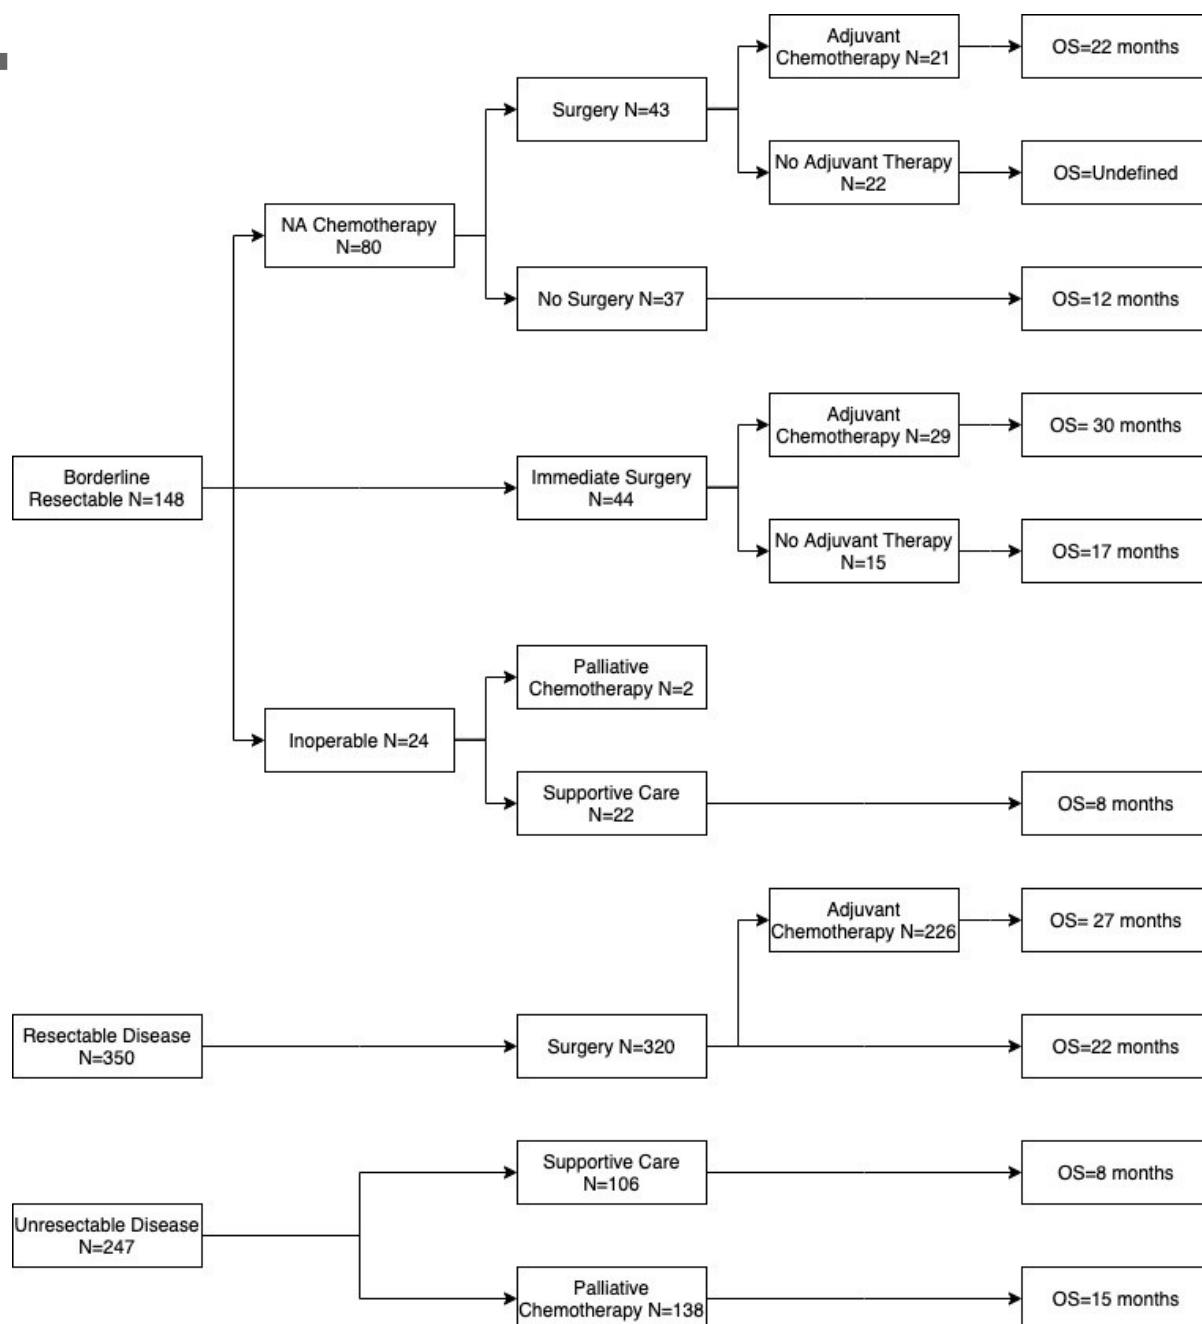 Adjuvant
Chemotherapy N=21
OS=22 months
Surgery N=43
No Adjuvant Therapy
N=22
OS=Undefined
NA Chemotherapy
N=80
No Surgery N=37
OS=12 months
Adjuvant
Chemotherapy N=29
OS= 30 months
Borderline
Resectable N=148
Immediate Surgery
N=44
No Adjuvant Therapy
N=15
OS=17 months
Palliative
Chemotherapy N=2
Inoperable N=24
Supportive Care
N=22
OS=8 months
Adjuvant
Chemotherapy N=226
OS= 27 months
Resectable Disease
N=350
Surgery N=320
OS=22 months
Supportive Care
N=106
OS=8 months
Unresectable Disease
N=247
Palliative
Chemotherapy N=138
OS=15 months